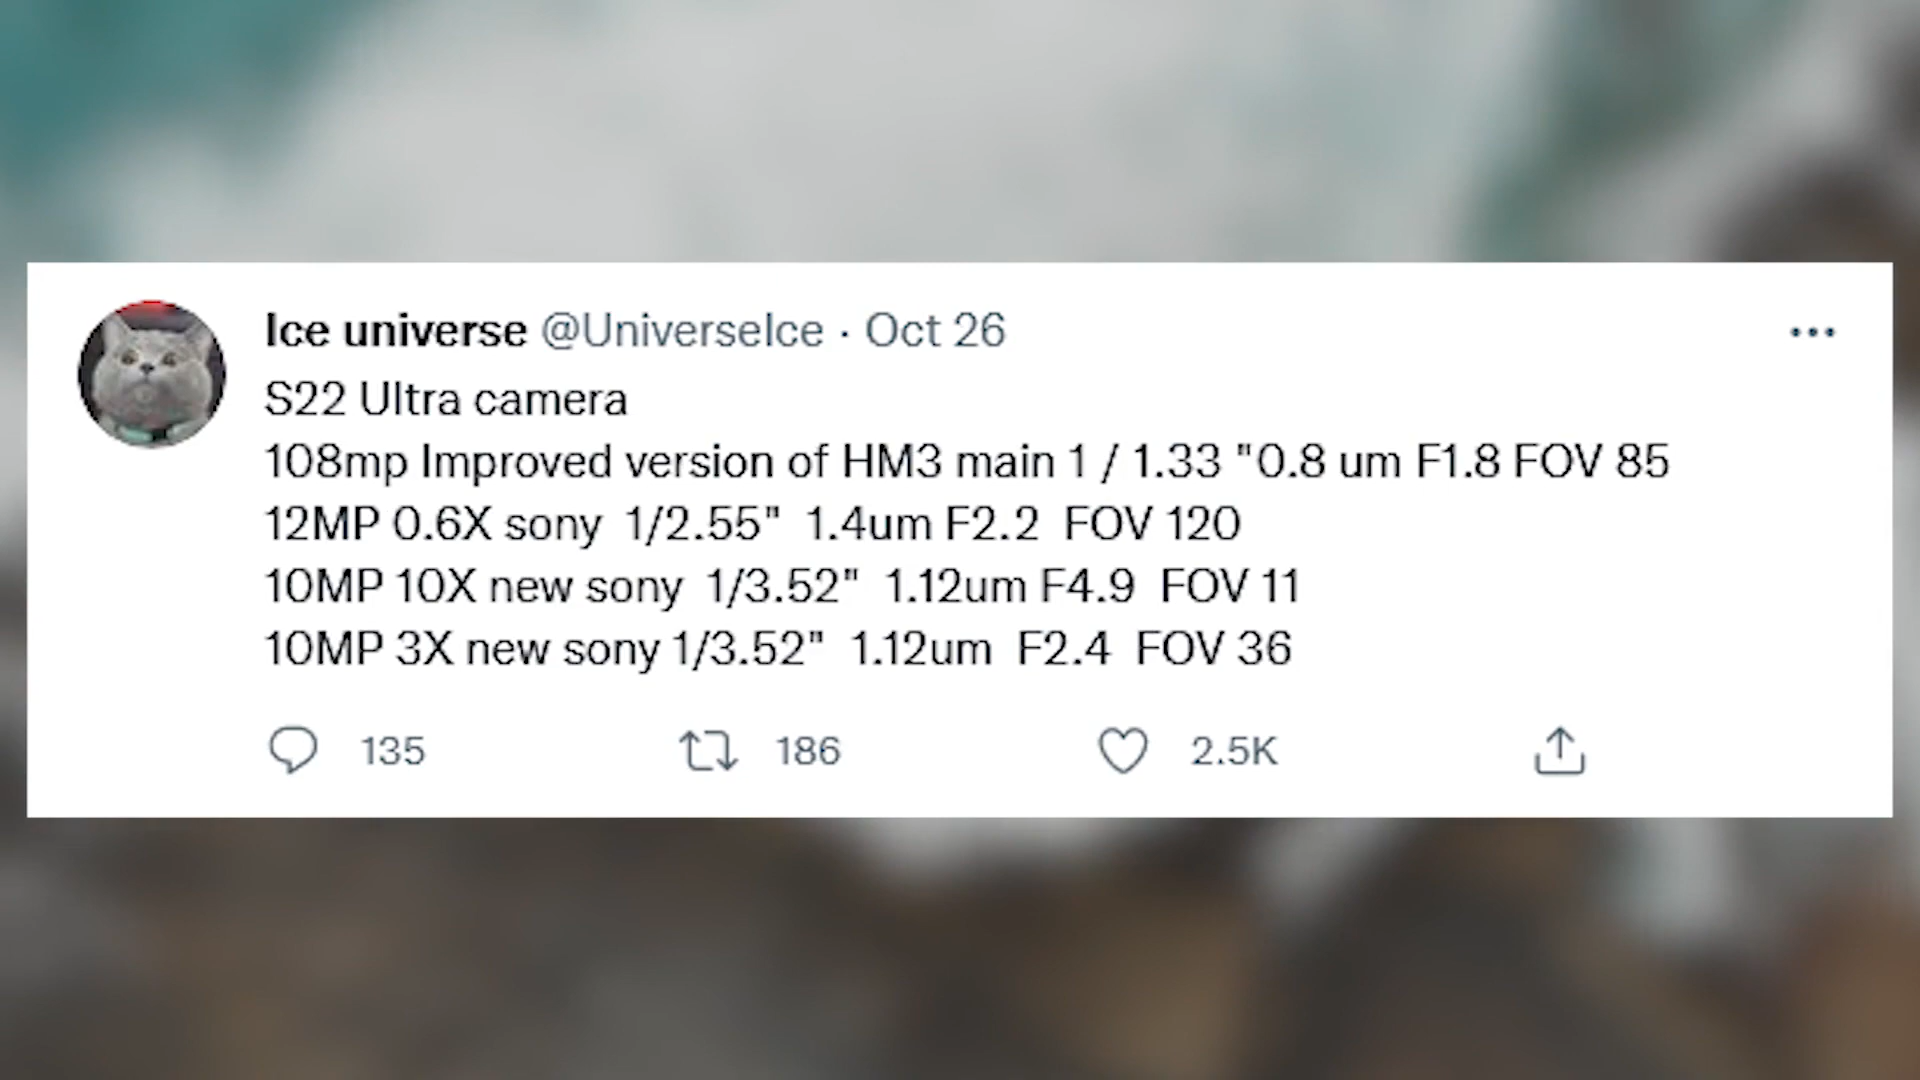 Ice universe @UniverseIce · Oct 26
S22 Ultra camera
108mp Improved version of HM3 main 1 / 1.33 "0.8 um F1.8 FOV 85
12MP 0.6X sony 1/2.55" 1.4um F2.2 FOV 120
10MP 10X new sony 1/3.52" 1.12um F4.9 FOV 11
10MP 3X new sony 1/3.52" 1.12um F2.4 FOV 36
135 186 2.5K